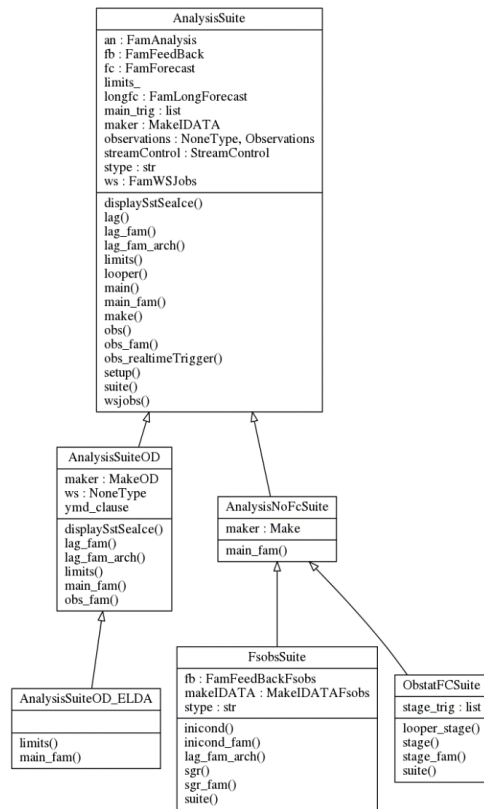 AnalysisSuite
an : FamAnalysis
fb : FamFeedBack
fc : FamForecast
limits_
longfc : FamLongForecast
main_trig : list
maker : MakeIDATA
observations : NoneType, Observations
streamControl : StreamControl
stype : str
ws : FamWSJobs
displaySstSeaIce()
lag()
lag_fam()
lag_fam_arch()
limits()
looper()
main()
main_fam()
make()
obs()
obs_fam()
obs_realtimeTrigger()
setup()
suite()
wsjobs()
AnalysisSuiteOD
maker : MakeOD
ws : NoneType
ymd_clause
displaySstSeaIce()
lag_fam()
lag_fam_arch()
limits()
main_fam()
obs_fam()
AnalysisNoFcSuite
maker : Make
main_fam()
AnalysisSuiteOD_ELDA
limits()
main_fam()
FsobsSuite
fb : FamFeedBackFsobs
makeIDATA : MakeIDATAFsobs
stype : str
inicond()
inicond_fam()
lag_fam_arch()
sgr()
sgr_fam()
suite()
ObstatFCSuite
stage_trig : list
looper_stage()
stage()
stage_fam()
suite()